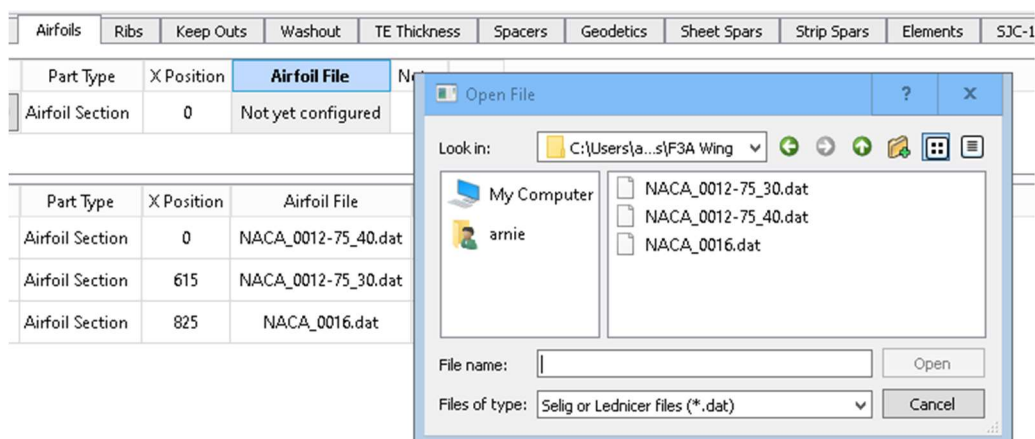 Airfoils Ribs Keep Outs Washout TE Thickness Spacers Geodetics Sheet Spars Strip Spars Elements SJC-1
Part Type X Position Airfoil File
Airfoil Section 0 Not yet configured
Part Type X Position Airfoil File
Airfoil Section 0 NACA_0012-75_40.dat
Airfoil Section 615 NACA_0012-75_30.dat
Airfoil Section 825 NACA_0016.dat
Open File ? x
Look in: C:\Users\a...s\F3A Wing
My Computer
arnie
NACA_0012-75_30.dat
NACA_0012-75_40.dat
NACA_0016.dat
File name: Open
Files of type: Selig or Lednicer files (*.dat) Cancel